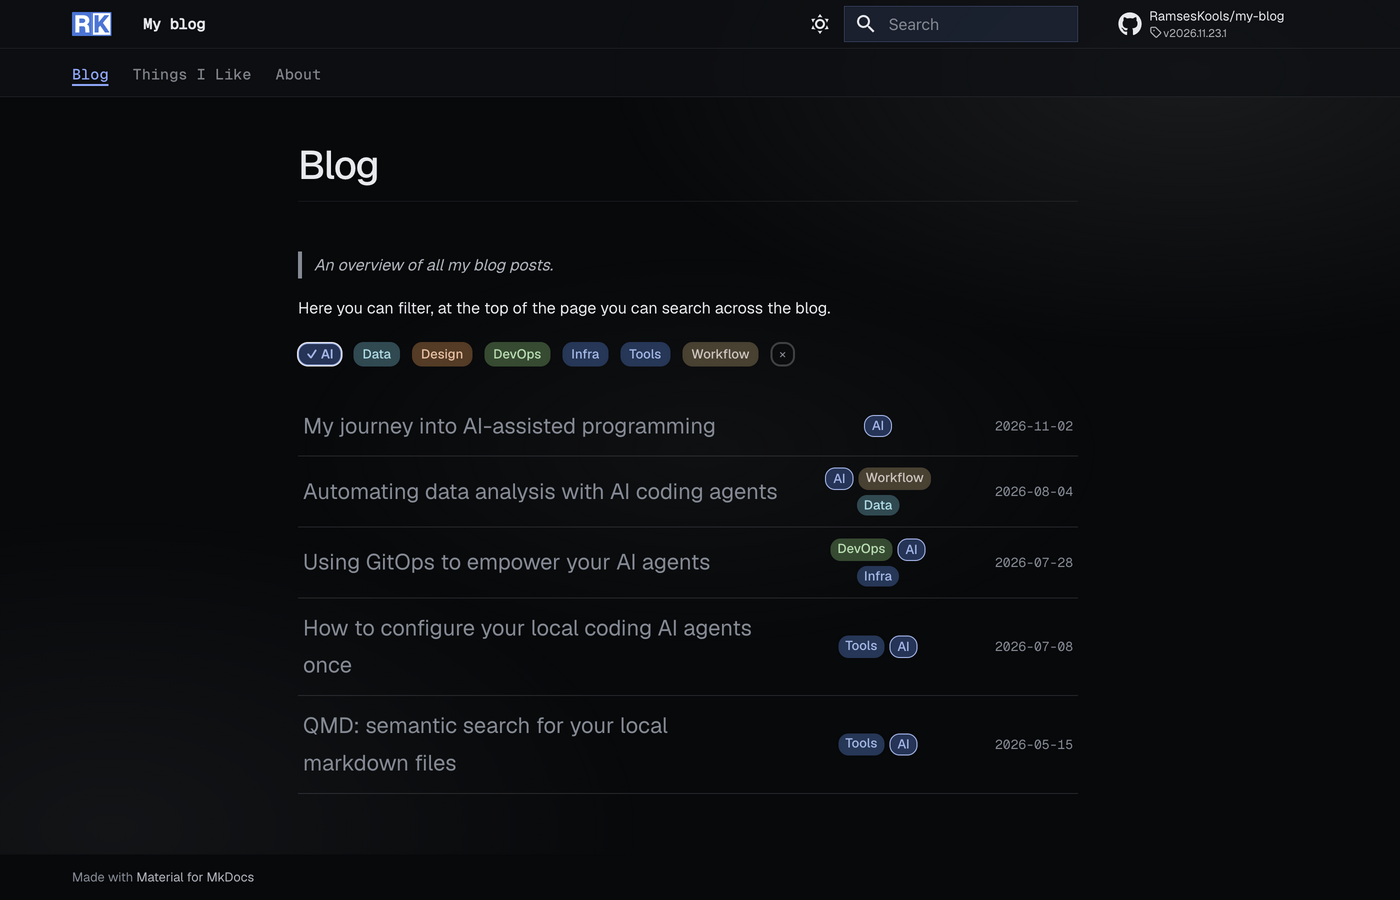 RK My blog
Search
RamsesKools/my-blog
v2026.11.23.1
Blog Things I Like About
Blog
An overview of all my blog posts.
Here you can filter, at the top of the page you can search across the blog.
✓ AI Data Design DevOps Infra Tools Workflow ×
My journey into AI-assisted programming AI 2026-11-02
Automating data analysis with AI coding agents AI Workflow 2026-08-04
Data
Using GitOps to empower your AI agents DevOps AI 2026-07-28
Infra
How to configure your local coding AI agents
once
Tools AI 2026-07-08
QMD: semantic search for your local
markdown files
Tools AI 2026-05-15
Made with Material for MkDocs